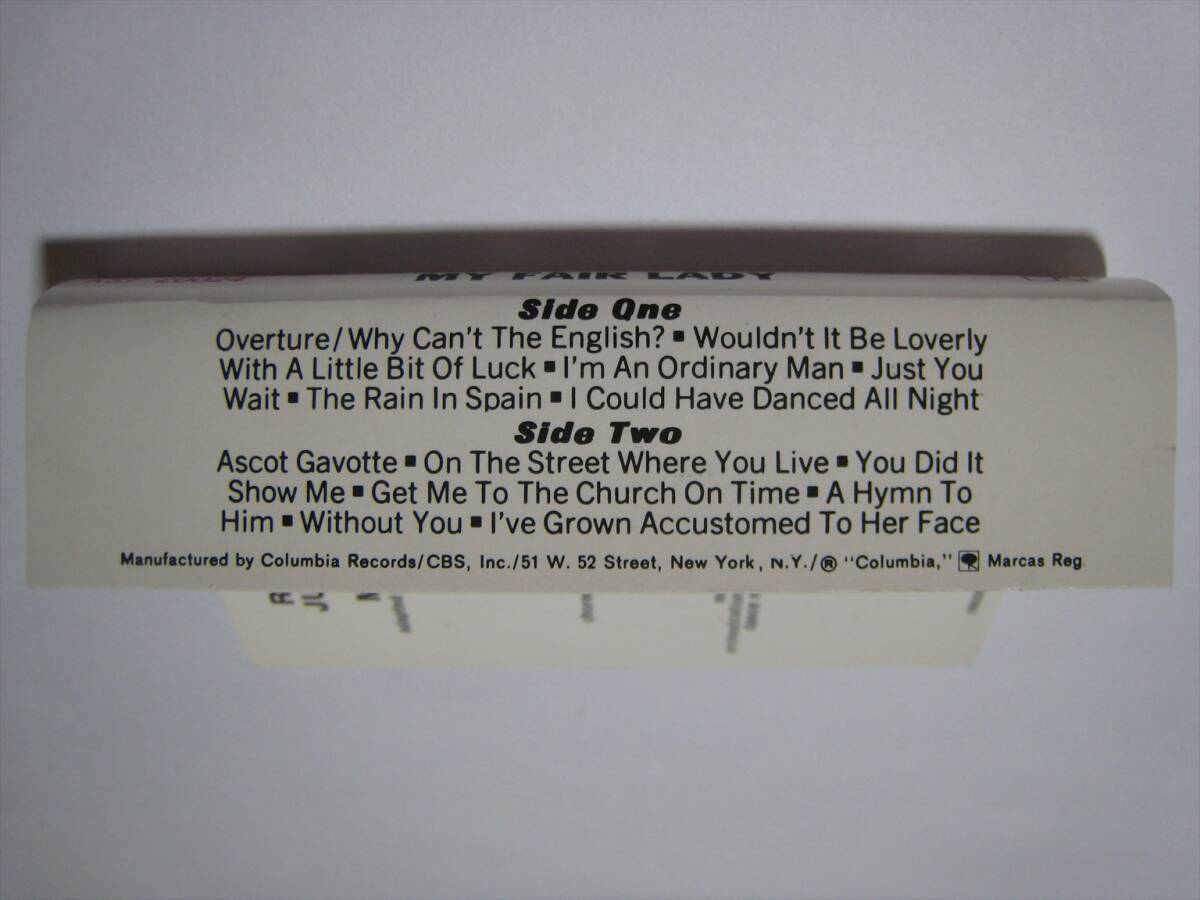 MY FAIR LADY
Side One
Overture/Why Can't The English? ▪ Wouldn't It Be Loverly
With A Little Bit Of Luck ▪ I'm An Ordinary Man ▪ Just You
Wait ▪ The Rain In Spain ▪ I Could Have Danced All Night
Side Two
Ascot Gavotte ▪ On The Street Where You Live ▪ You Did It
Show Me ▪ Get Me To The Church On Time ▪ A Hymn To
Him ▪ Without You ▪ I've Grown Accustomed To Her Face
Manufactured by Columbia Records/CBS, Inc./51 W. 52 Street, New York, N.Y./® "Columbia," Marcas Reg